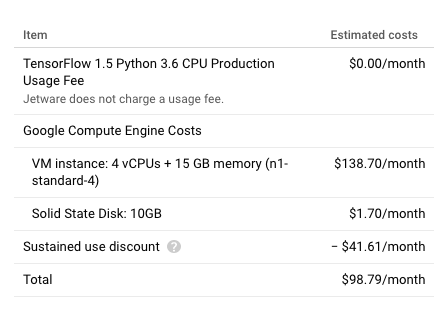 Item Estimated costs
TensorFlow 1.5 Python 3.6 CPU Production $0.00/month
Usage Fee
Jetware does not charge a usage fee.
Google Compute Engine Costs
VM instance: 4 vCPUs + 15 GB memory (n1- $138.70/month
standard-4)
Solid State Disk: 10GB $1.70/month
Sustained use discount ? − $41.61/month
Total $98.79/month